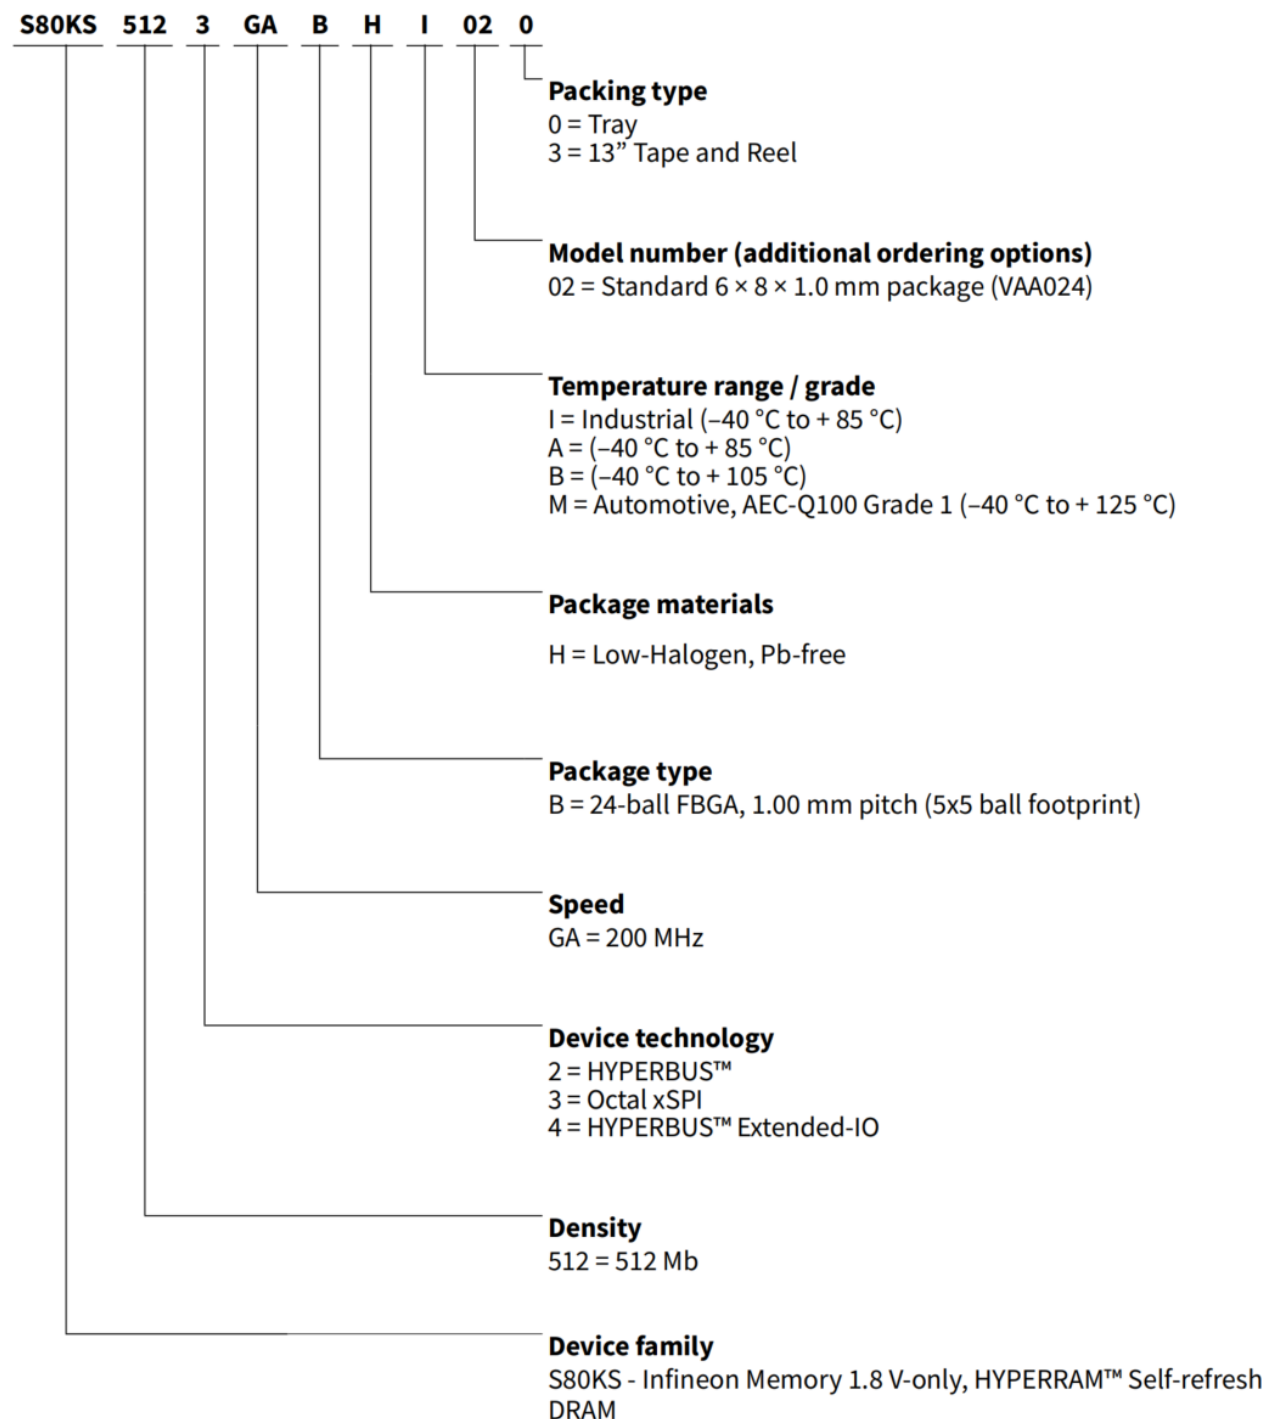 S80KS 512 3 GA B H I 02 0
Packing type
0 = Tray
3 = 13” Tape and Reel
Model number (additional ordering options)
02 = Standard 6 × 8 × 1.0 mm package (VAA024)
Temperature range / grade
I = Industrial (–40 °C to + 85 °C)
A = (–40 °C to + 85 °C)
B = (–40 °C to + 105 °C)
M = Automotive, AEC-Q100 Grade 1 (–40 °C to + 125 °C)
Package materials
H = Low-Halogen, Pb-free
Package type
B = 24-ball FBGA, 1.00 mm pitch (5x5 ball footprint)
Speed
GA = 200 MHz
Device technology
2 = HYPERBUS™
3 = Octal xSPI
4 = HYPERBUS™ Extended-IO
Density
512 = 512 Mb
Device family
S80KS - Infineon Memory 1.8 V-only, HYPERRAM™ Self-refresh
DRAM